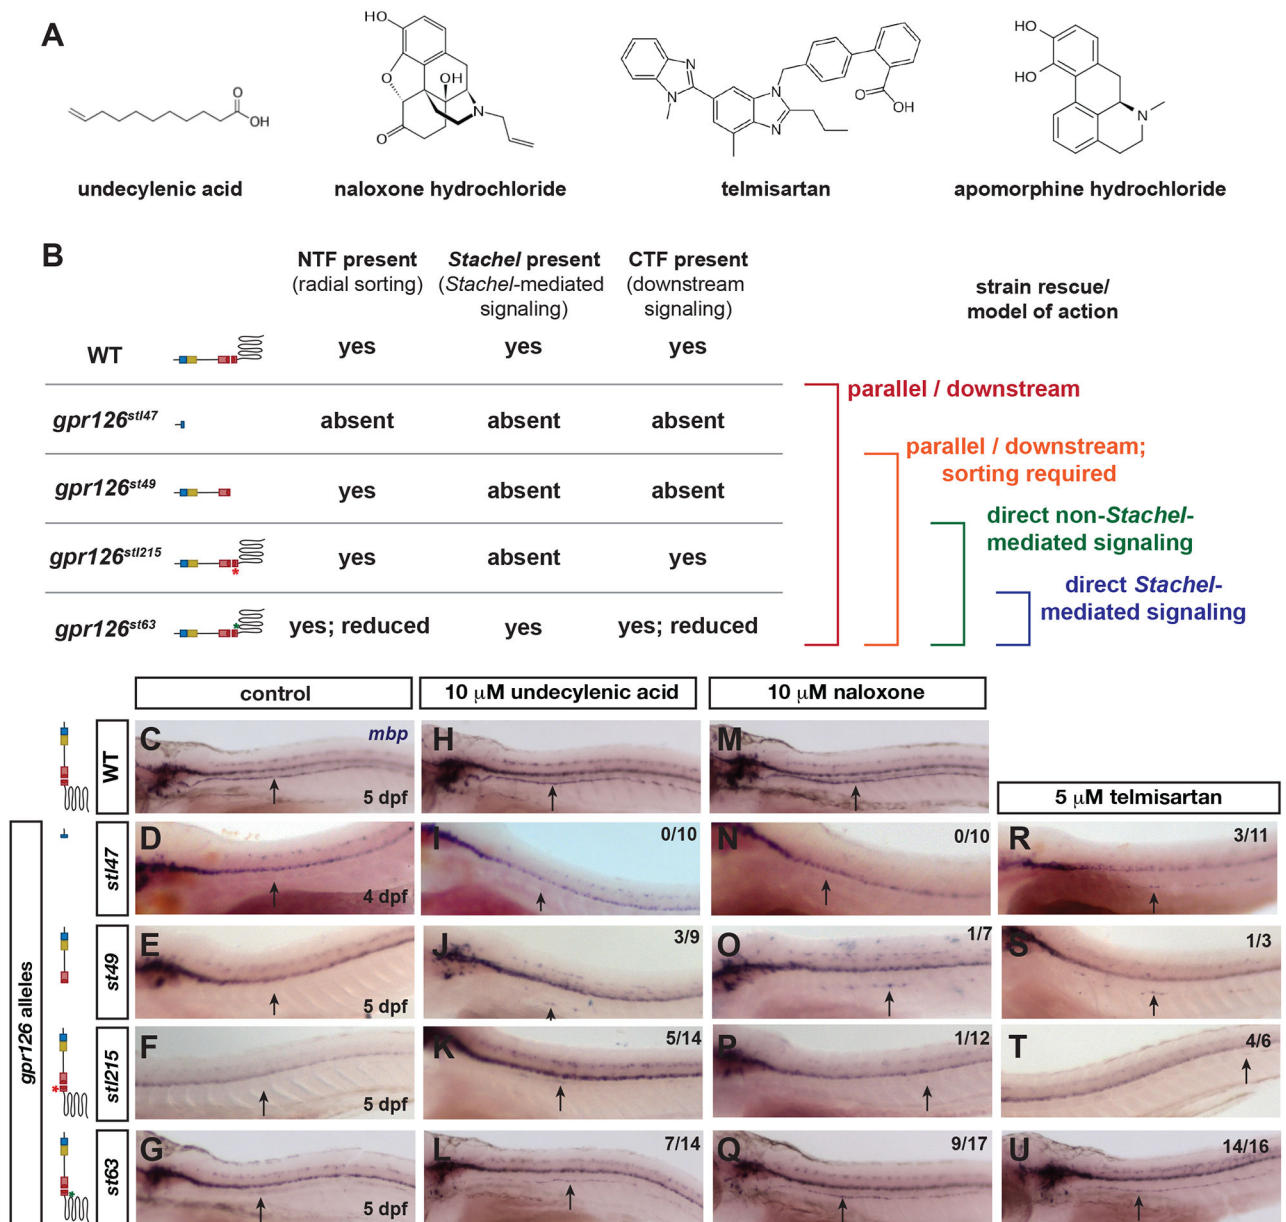 A
HO
O
OH
N
O
O
OH
N
N
N
N
O
OH
HO
HO
N
undecylenic acid
naloxone hydrochloride
telmisartan
apomorphine hydrochloride
B
NTF present
(radial sorting)
Stachel present
(Stachel-mediated
signaling)
CTF present
(downstream
signaling)
strain rescue/
model of action
WT
yes
yes
yes
gpr126stl47
absent
absent
absent
gpr126st49
yes
absent
absent
gpr126stl215
*
yes
absent
yes
gpr126st63
*
yes; reduced
yes
yes; reduced
parallel / downstream
parallel / downstream;
sorting required
direct non-Stachel-
mediated signaling
direct Stachel-
mediated signaling
control
10 µM undecylenic acid
10 µM naloxone
5 µM telmisartan
WT
C
mbp
5 dpf
H
M
gpr126 alleles
stl47
D
4 dpf
I
0/10
N
0/10
R
3/11
st49
E
5 dpf
J
3/9
O
1/7
S
1/3
stl215
*
F
5 dpf
K
5/14
P
1/12
T
4/6
st63
*
G
5 dpf
L
7/14
Q
9/17
U
14/16